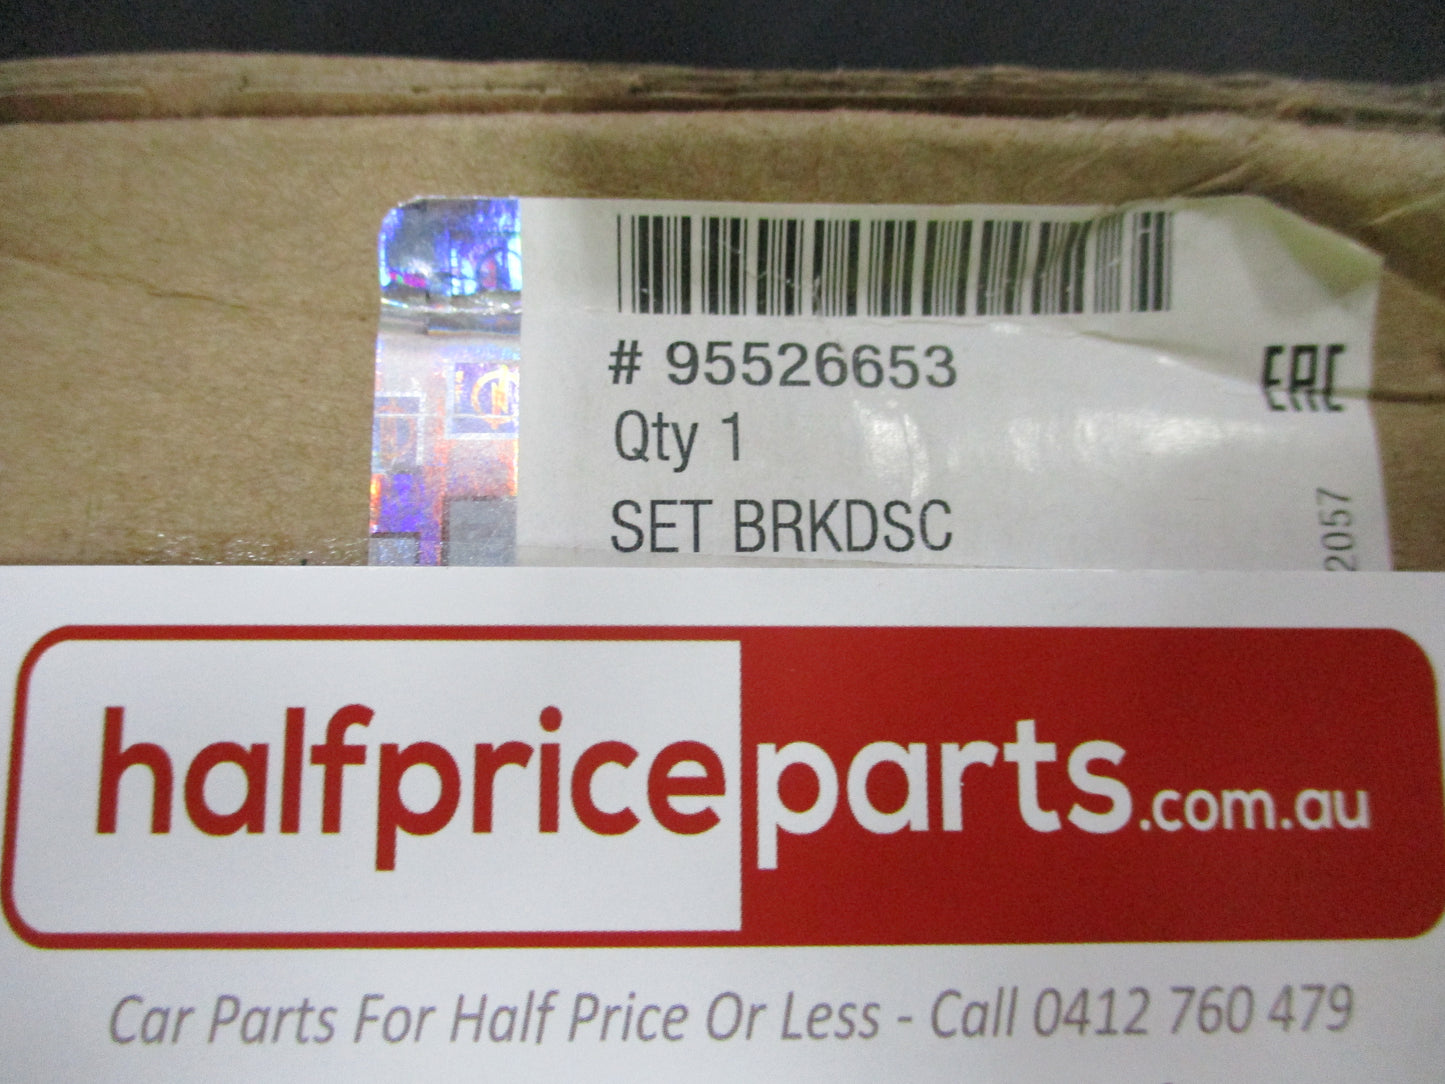 # 95526653
EAC
Qty 1
SET BRKDSC
2057
halfpriceparts.com.au
Car Parts For Half Price Or Less - Call 0412 760 479